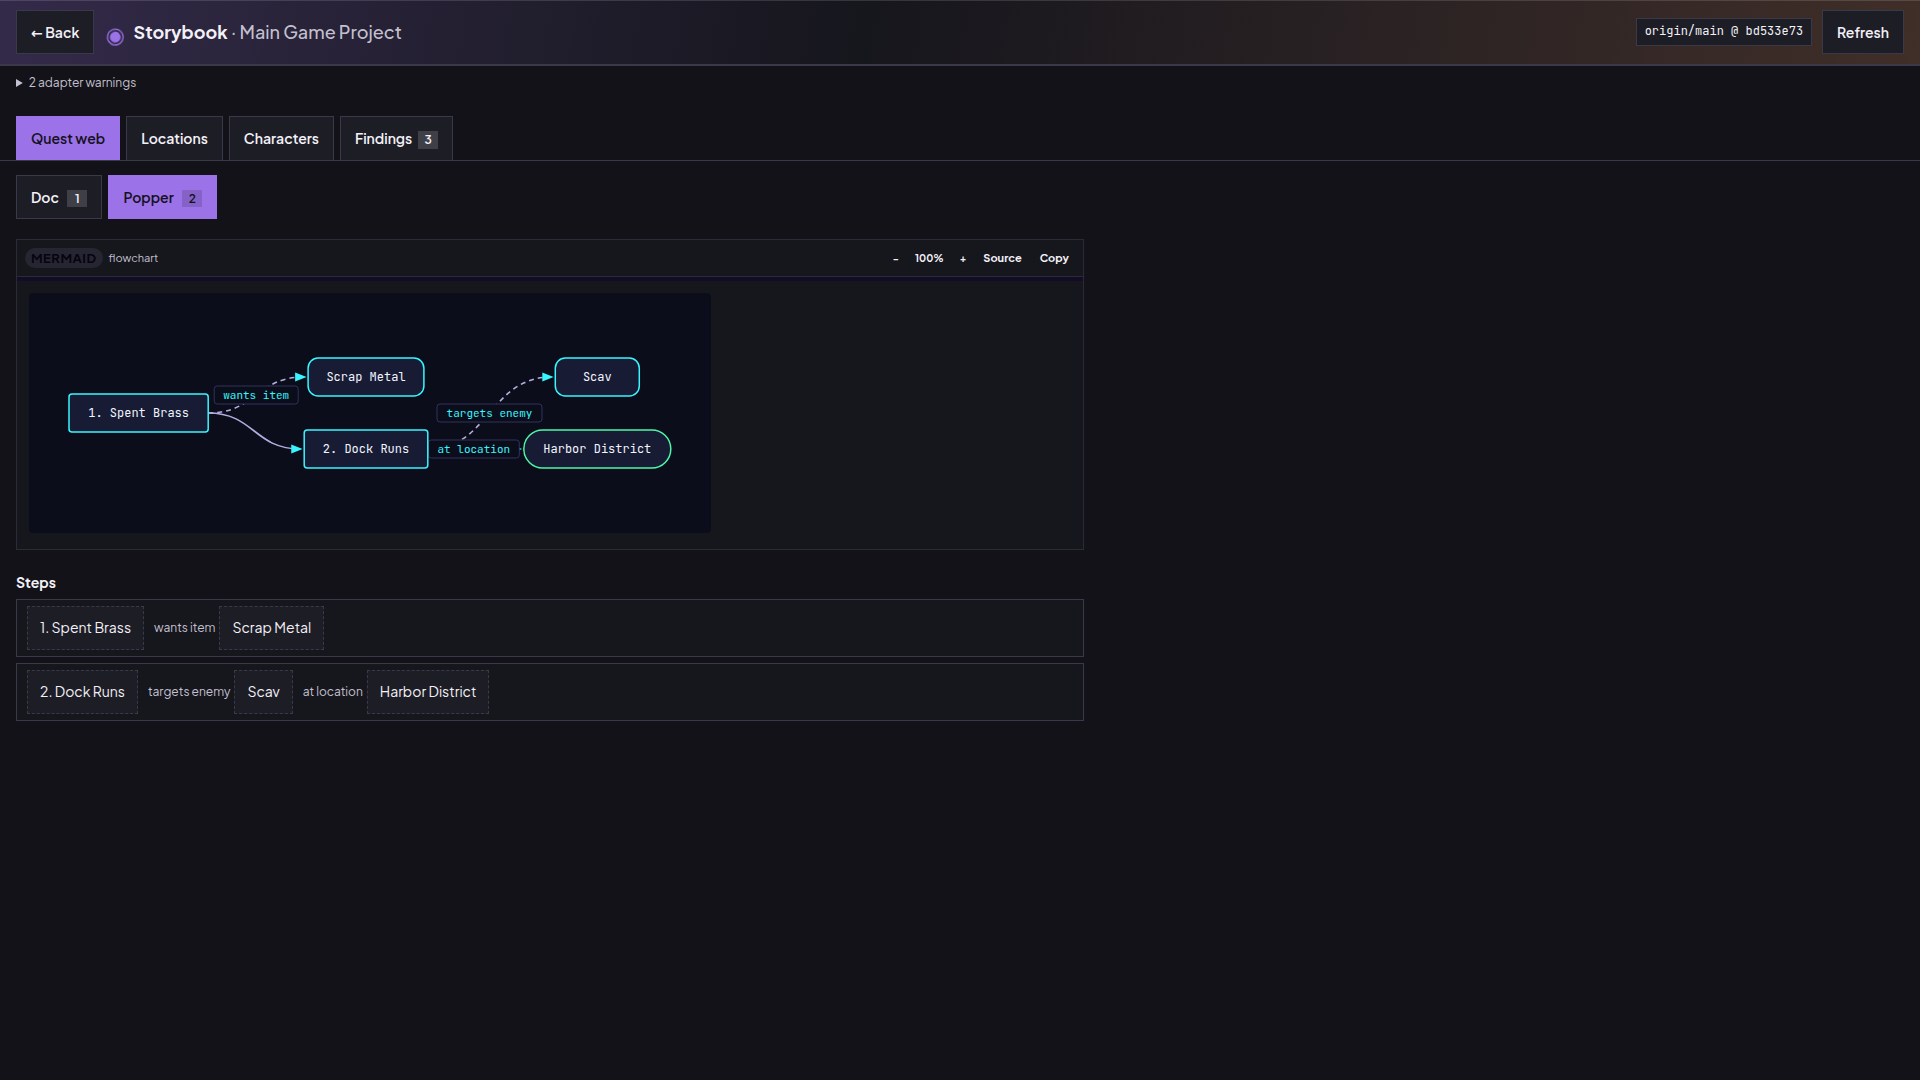 ← Back
Storybook · Main Game Project
origin/main @ bd533e73
Refresh
2 adapter warnings
Quest web
Locations
Characters
Findings 3
Doc 1
Popper 2
MERMAID flowchart
- 100% + Source Copy
Scrap Metal
Scav
wants item
1. Spent Brass
targets enemy
2. Dock Runs
at location
Harbor District
Steps
1. Spent Brass wants item Scrap Metal
2. Dock Runs targets enemy Scav at location Harbor District